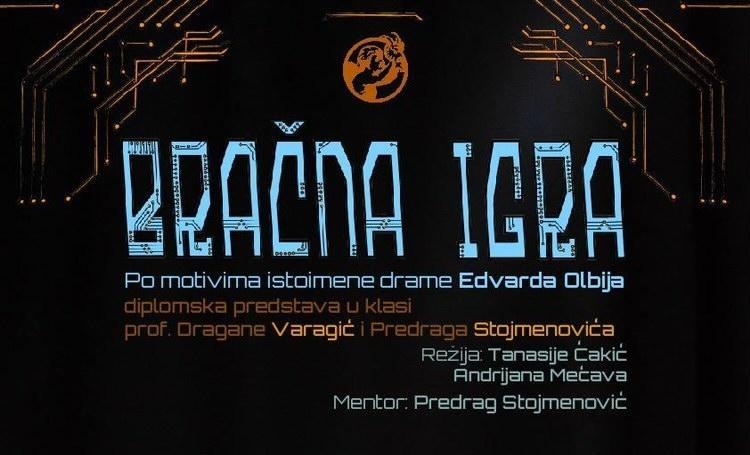 BRAČNA IGRA
Po motivima istoimene drame Edvarda Olbija
diplomska predstava u klasi
prof. Dragane Varagić i Predraga Stojmenovića
Režija: Tanasije Ćakić
Andrijana Mećava
Mentor: Predrag Stojmenović